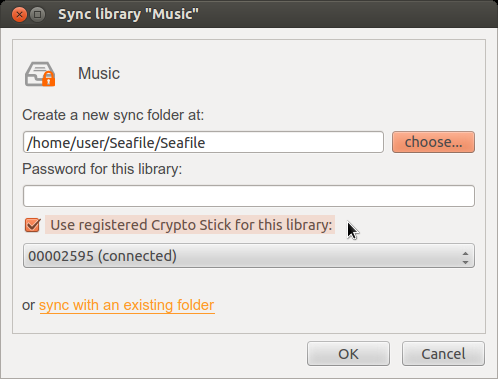 Sync library "Music"
Music
Create a new sync folder at:
/home/user/Seafile/Seafile
choose...
Password for this library:
Use registered Crypto Stick for this library:
00002595 (connected)
or sync with an existing folder
OK
Cancel